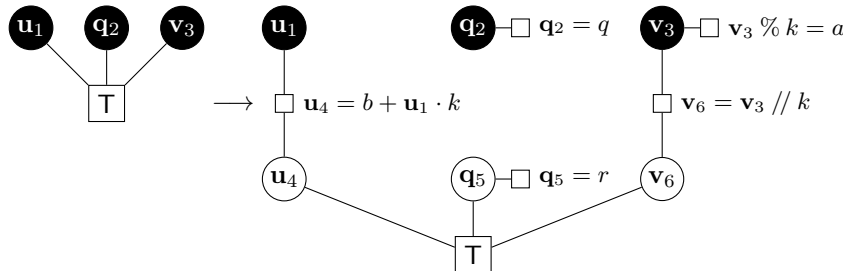 u₁ q₂ v₃ u₁ q₂ q₂ = q v₃ v₃ % k = a
T ⟶ u₄ = b + u₁ · k v₆ = v₃ // k
u₄ q₅ q₅ = r v₆
T